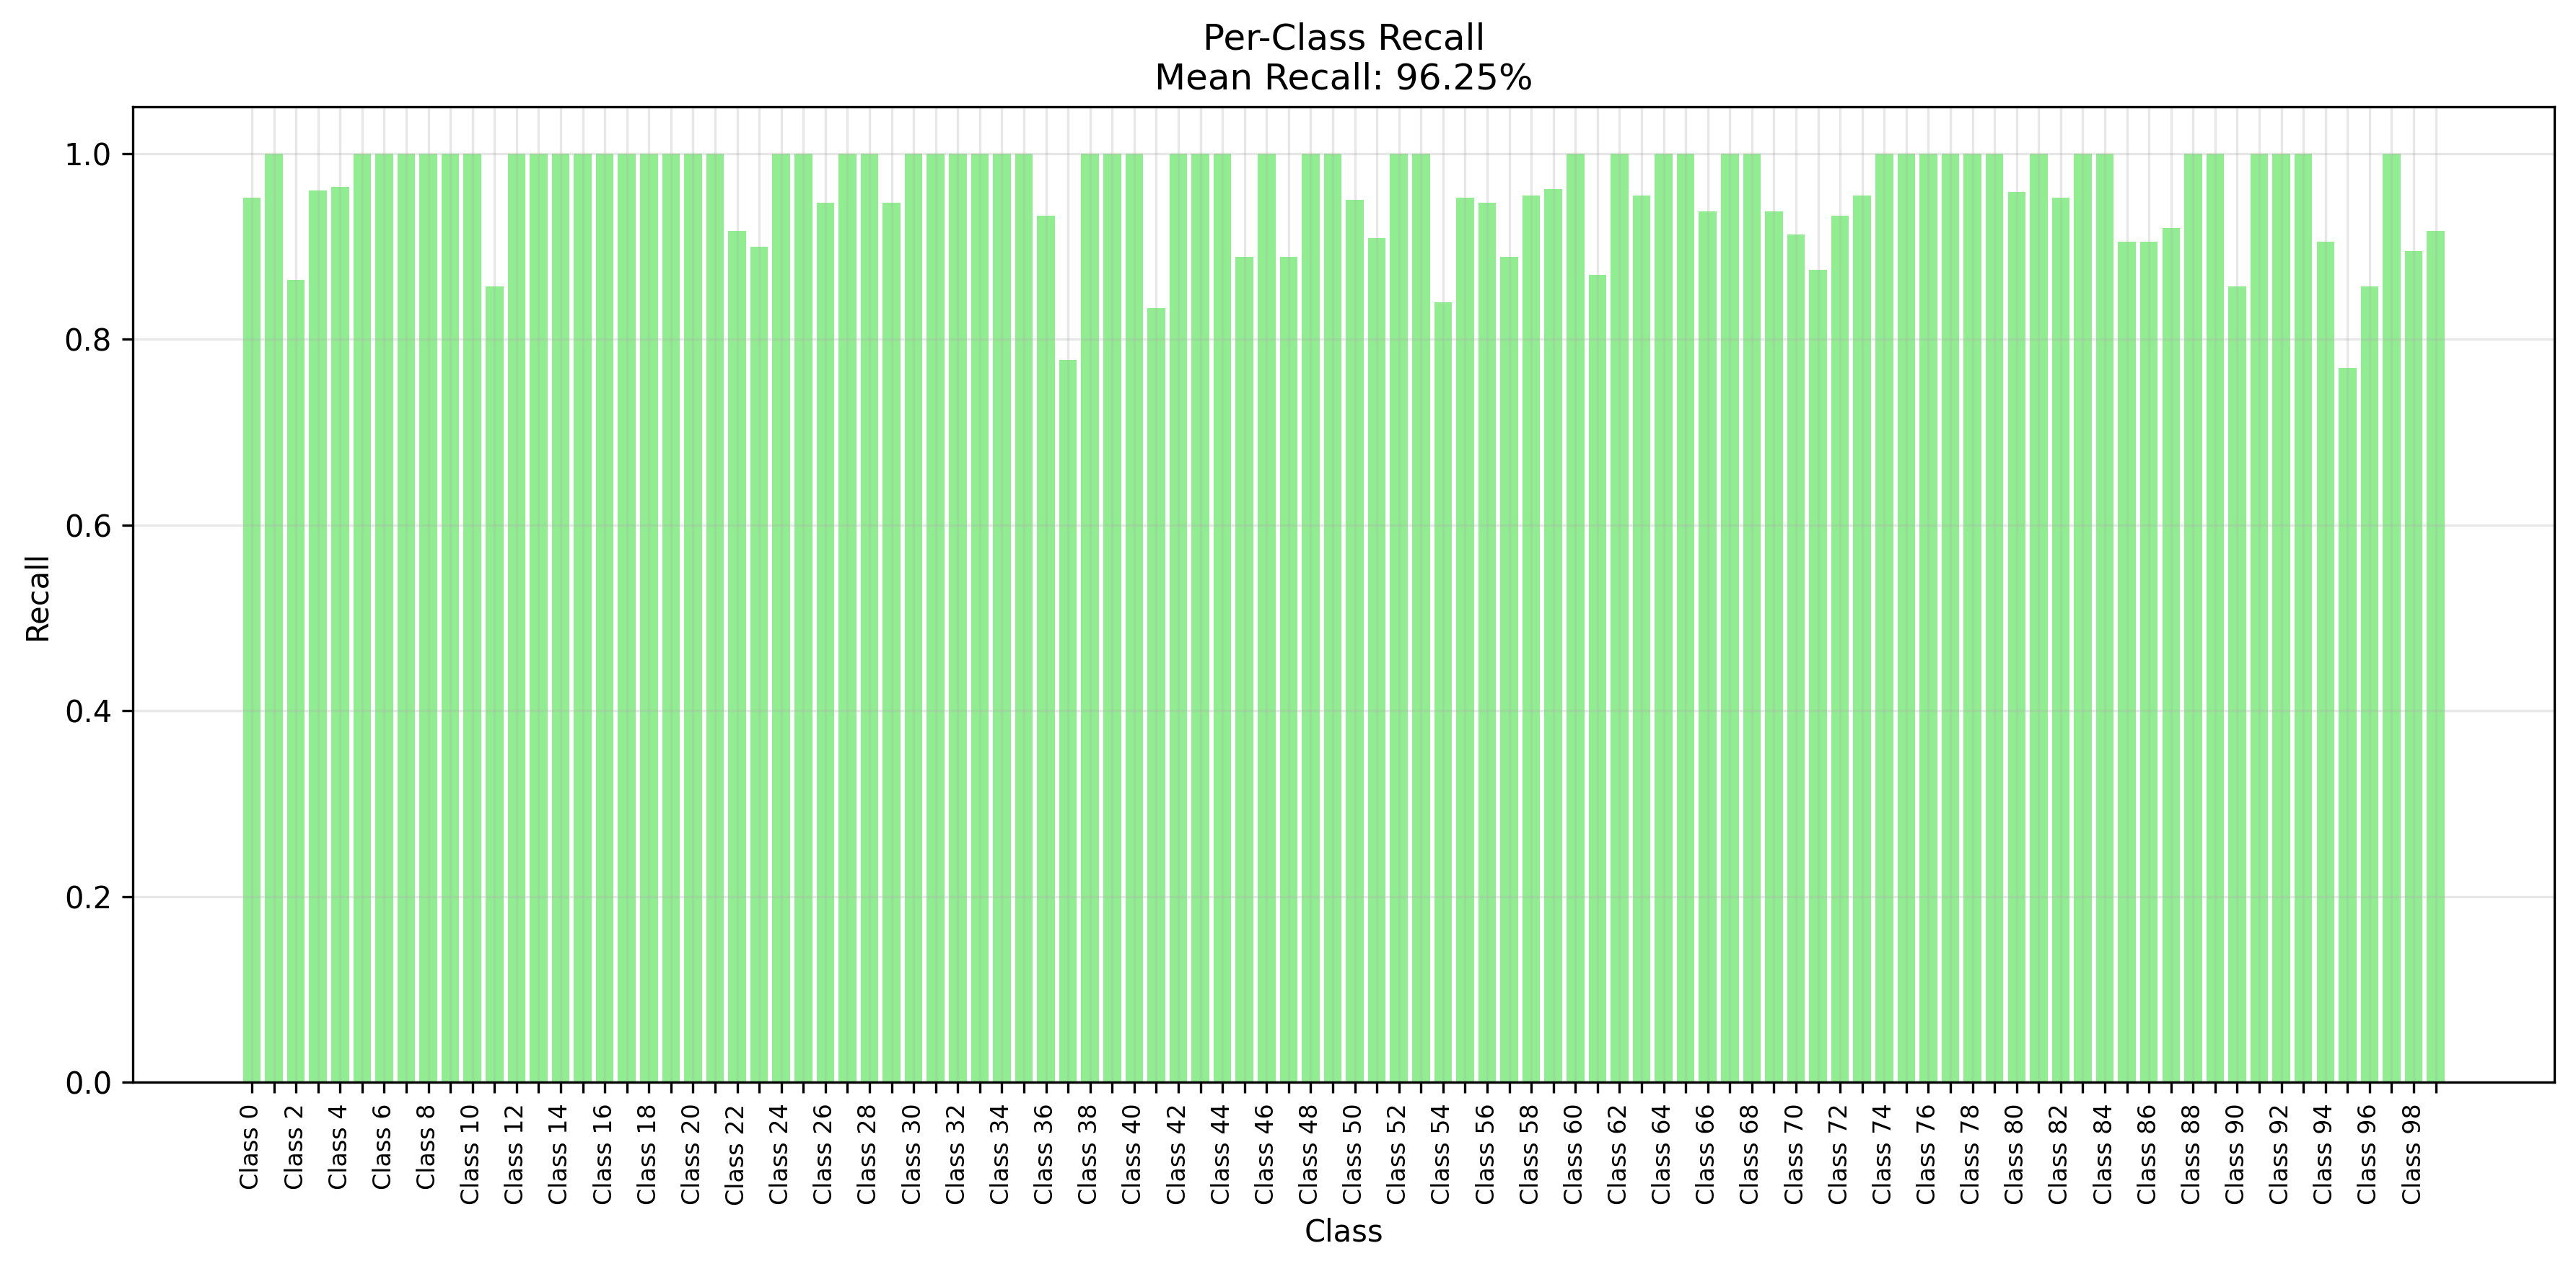 Per-Class Recall
Mean Recall: 96.25%
1.0
0.8
0.6
0.4
0.2
0.0
Recall
Class 0
Class 2
Class 4
Class 6
Class 8
Class 10
Class 12
Class 14
Class 16
Class 18
Class 20
Class 22
Class 24
Class 26
Class 28
Class 30
Class 32
Class 34
Class 36
Class 38
Class 40
Class 42
Class 44
Class 46
Class 48
Class 50
Class 52
Class 54
Class 56
Class 58
Class 60
Class 62
Class 64
Class 66
Class 68
Class 70
Class 72
Class 74
Class 76
Class 78
Class 80
Class 82
Class 84
Class 86
Class 88
Class 90
Class 92
Class 94
Class 96
Class 98
Class